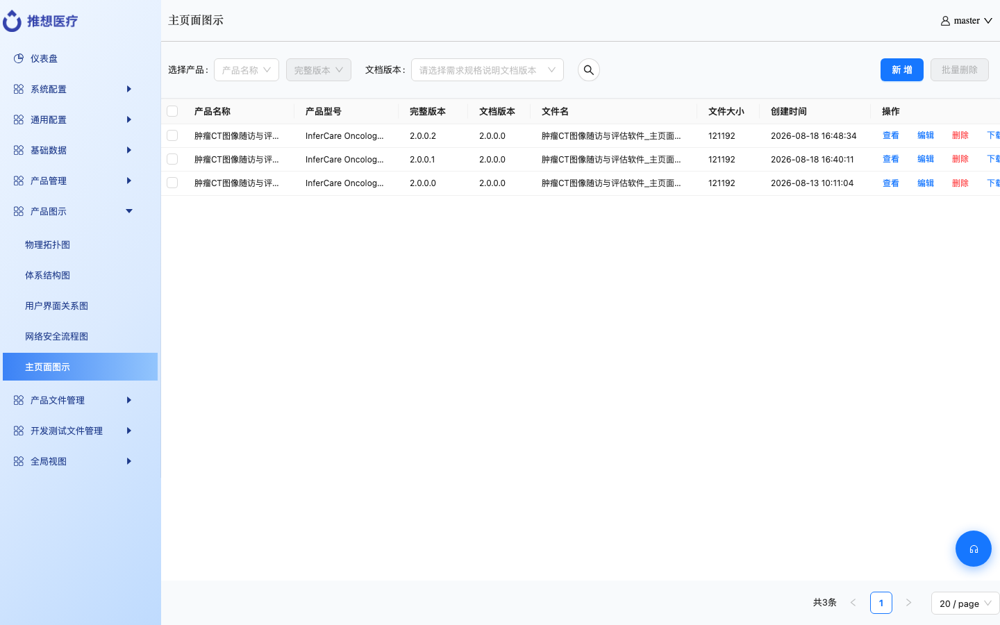 推想医疗
主页面图示
master
仪表盘
系统配置
通用配置
基础数据
产品管理
产品图示
物理拓扑图
体系结构图
用户界面关系图
网络安全流程图
主页面图示
产品文件管理
开发测试文件管理
全局视图
选择产品： 产品名称 完整版本 文档版本： 请选择需求规格说明文档版本 新 增 批量删除
产品名称 产品型号 完整版本 文档版本 文件名 文件大小 创建时间 操作
肿瘤CT图像随访与评... InferCare Oncolog... 2.0.0.2 2.0.0.0 肿瘤CT图像随访与评估软件_主页面... 121192 2026-08-18 16:48:34 查看 编辑 删除 下载
肿瘤CT图像随访与评... InferCare Oncolog... 2.0.0.1 2.0.0.0 肿瘤CT图像随访与评估软件_主页面... 121192 2026-08-18 16:40:11 查看 编辑 删除 下载
肿瘤CT图像随访与评... InferCare Oncolog... 2.0.0.0 2.0.0.0 肿瘤CT图像随访与评估软件_主页面... 121192 2026-08-13 10:11:04 查看 编辑 删除 下载
共3条 1 20 / page